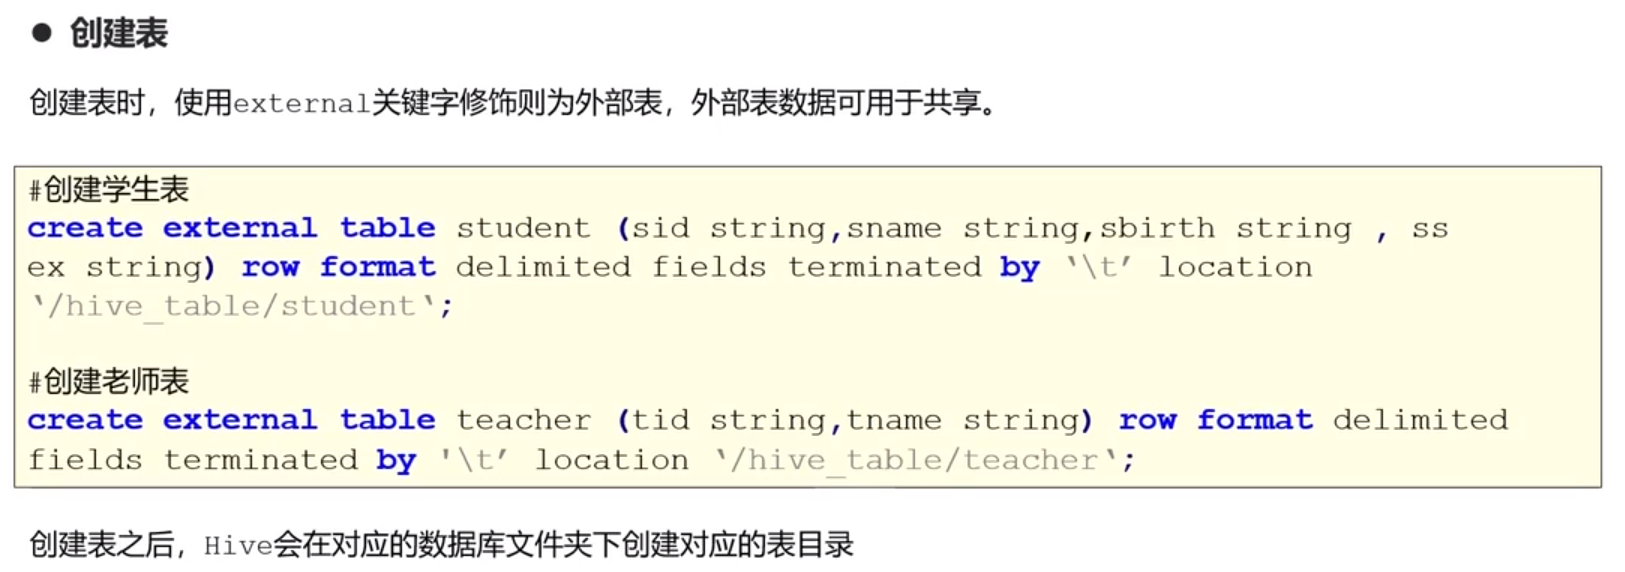 ● 创建表
创建表时，使用external关键字修饰则为外部表，外部表数据可用于共享。
#创建学生表
create external table student (sid string,sname string,sbirth string , ss
ex string) row format delimited fields terminated by ‘\t’ location
‘/hive_table/student‘;
#创建老师表
create external table teacher (tid string,tname string) row format delimited
fields terminated by '\t’ location ‘/hive_table/teacher‘;
创建表之后，Hive会在对应的数据库文件夹下创建对应的表目录